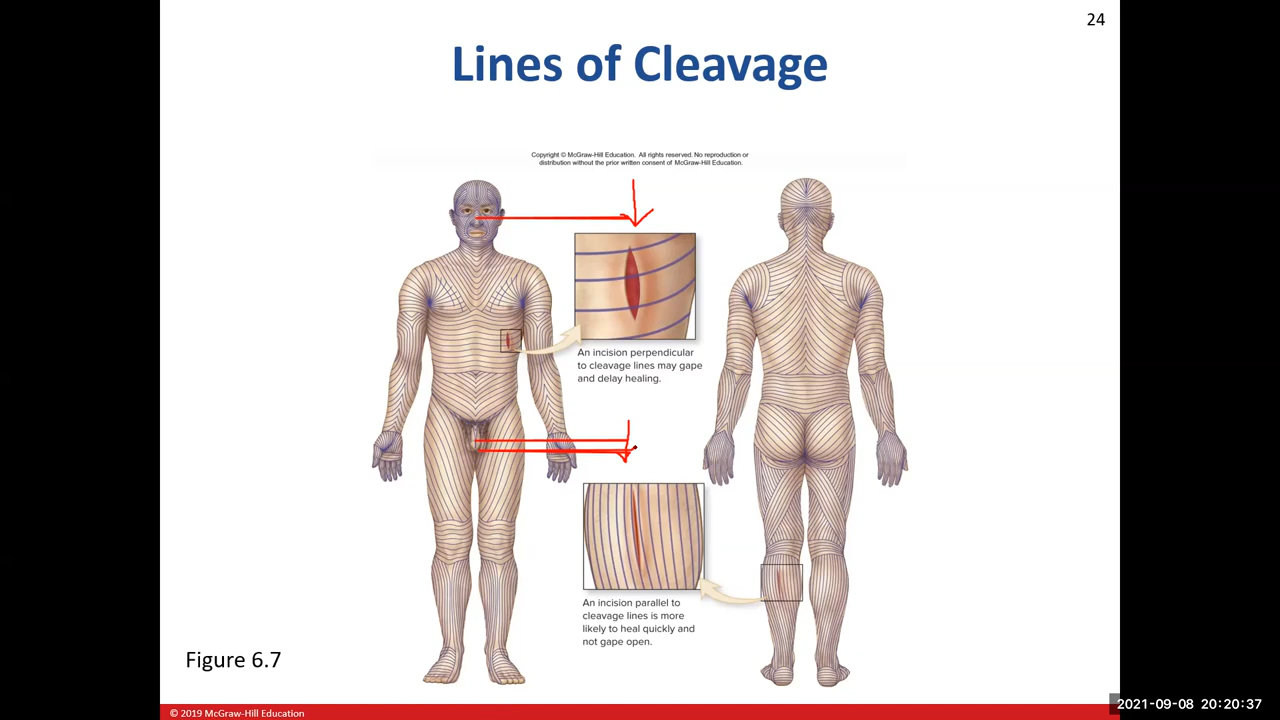 24
Lines of Cleavage
Copyright © McGraw-Hill Education. All rights reserved. No reproduction or
distribution without the prior written consent of McGraw-Hill Education.
An incision perpendicular
to cleavage lines may gape
and delay healing.
An incision parallel to
cleavage lines is more
likely to heal quickly and
not gape open.
Figure 6.7
© 2019 McGraw-Hill Education
2021-09-08 20:20:37